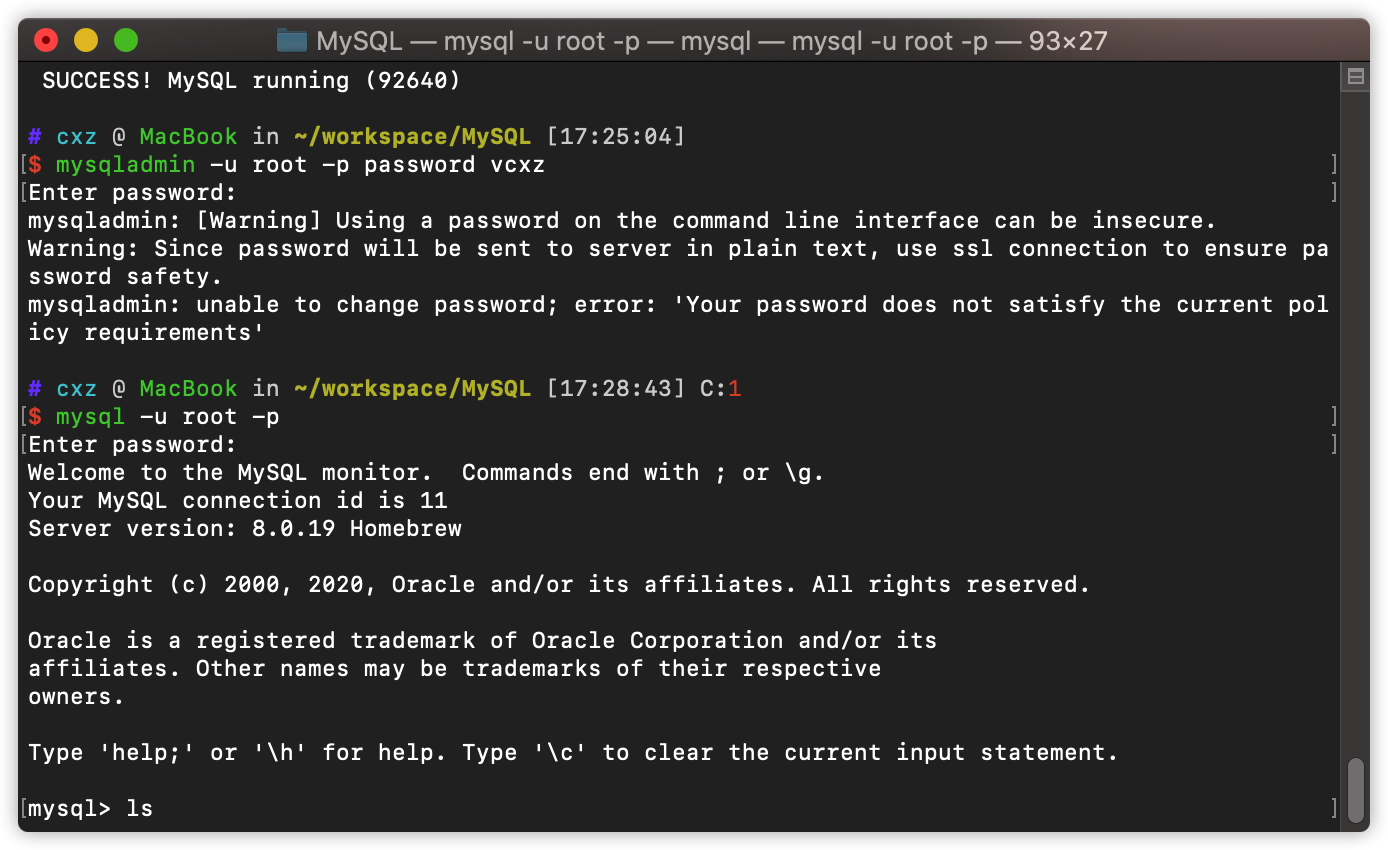 MySQL — mysql -u root -p — mysql — mysql -u root -p — 93×27
SUCCESS! MySQL running (92640)
# cxz @ MacBook in ~/workspace/MySQL [17:25:04]
[$ mysqladmin -u root -p password vcxz ]
[Enter password: ]
mysqladmin: [Warning] Using a password on the command line interface can be insecure.
Warning: Since password will be sent to server in plain text, use ssl connection to ensure pa
ssword safety.
mysqladmin: unable to change password; error: 'Your password does not satisfy the current pol
icy requirements'
# cxz @ MacBook in ~/workspace/MySQL [17:28:43] C:1
[$ mysql -u root -p ]
[Enter password: ]
Welcome to the MySQL monitor.  Commands end with ; or \g.
Your MySQL connection id is 11
Server version: 8.0.19 Homebrew
Copyright (c) 2000, 2020, Oracle and/or its affiliates. All rights reserved.
Oracle is a registered trademark of Oracle Corporation and/or its
affiliates. Other names may be trademarks of their respective
owners.
Type 'help;' or '\h' for help. Type '\c' to clear the current input statement.
[mysql> ls ]